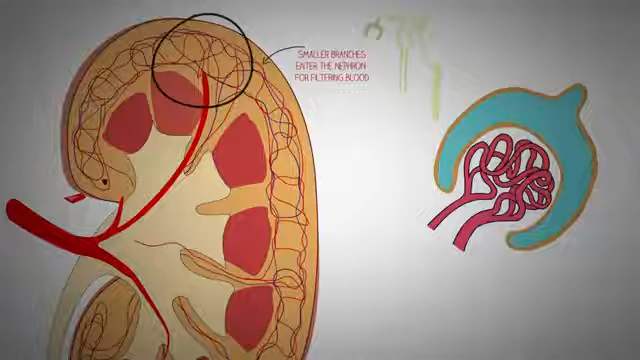 SMALLER BRANCHES
ENTER THE NEPHRON
FOR FILTERING BLOOD